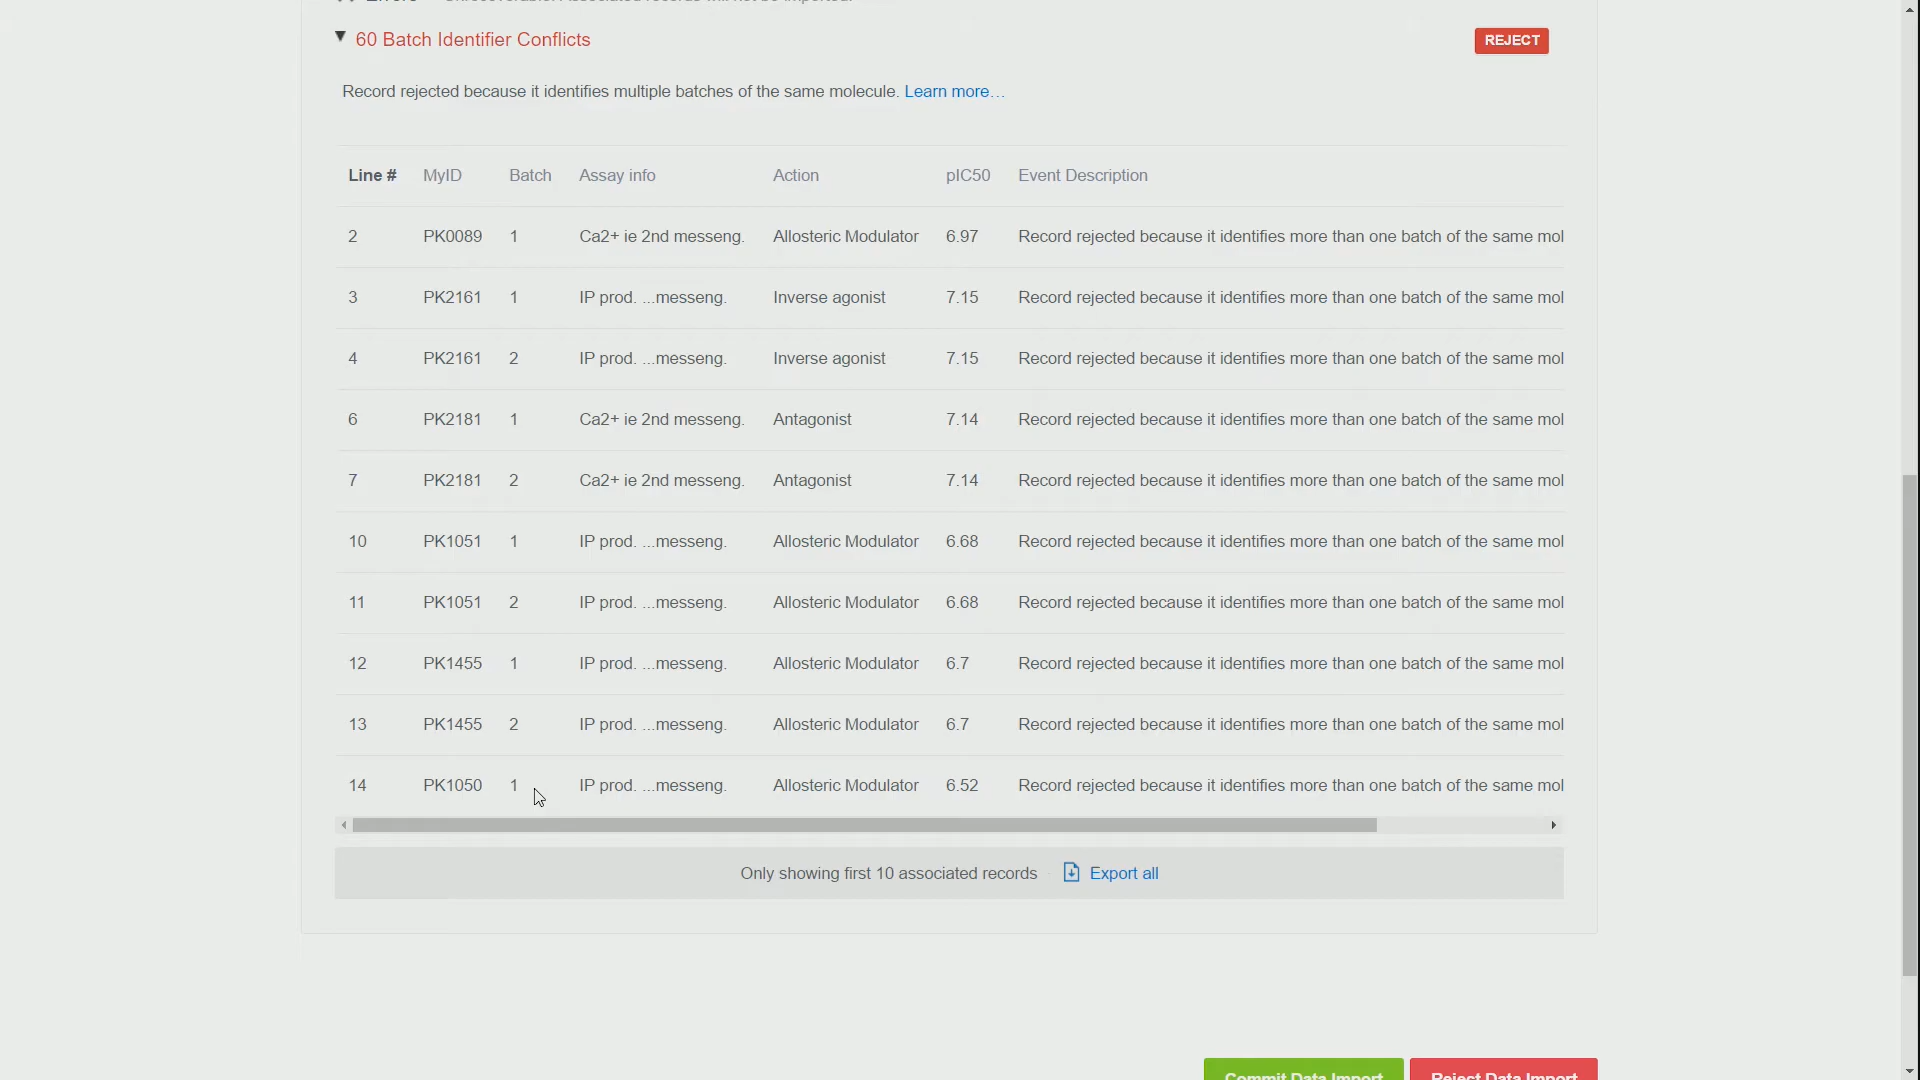 60 Batch Identifier Conflicts
REJECT
Record rejected because it identifies multiple batches of the same molecule. Learn more…
Line # MyID Batch Assay info Action pIC50 Event Description
2 PK0089 1 Ca2+ ie 2nd messeng. Allosteric Modulator 6.97 Record rejected because it identifies more than one batch of the same mol
3 PK2161 1 IP prod. ...messeng. Inverse agonist 7.15 Record rejected because it identifies more than one batch of the same mol
4 PK2161 2 IP prod. ...messeng. Inverse agonist 7.15 Record rejected because it identifies more than one batch of the same mol
6 PK2181 1 Ca2+ ie 2nd messeng. Antagonist 7.14 Record rejected because it identifies more than one batch of the same mol
7 PK2181 2 Ca2+ ie 2nd messeng. Antagonist 7.14 Record rejected because it identifies more than one batch of the same mol
10 PK1051 1 IP prod. ...messeng. Allosteric Modulator 6.68 Record rejected because it identifies more than one batch of the same mol
11 PK1051 2 IP prod. ...messeng. Allosteric Modulator 6.68 Record rejected because it identifies more than one batch of the same mol
12 PK1455 1 IP prod. ...messeng. Allosteric Modulator 6.7 Record rejected because it identifies more than one batch of the same mol
13 PK1455 2 IP prod. ...messeng. Allosteric Modulator 6.7 Record rejected because it identifies more than one batch of the same mol
14 PK1050 1 IP prod. ...messeng. Allosteric Modulator 6.52 Record rejected because it identifies more than one batch of the same mol
Only showing first 10 associated records Export all
Commit Data Import Reject Data Import